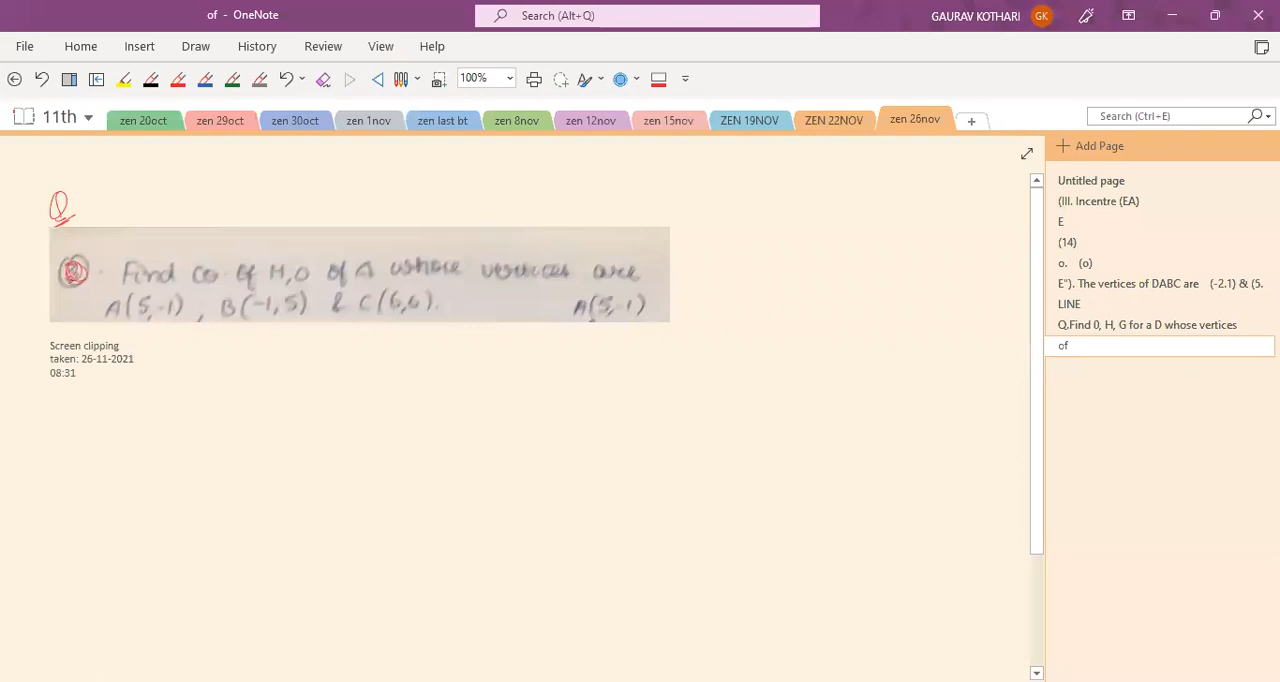 of - OneNote
Search (Alt+Q)
GAURAV KOTHARI GK
File Home Insert Draw History Review View Help
100%
11th zen 20oct zen 29oct zen 30oct zen 1nov zen last bt zen 8nov zen 12nov zen 15nov ZEN 19NOV ZEN 22NOV zen 26nov + Search (Ctrl+E)
Add Page
Untitled page
(III. Incentre (EA)
E
(14)
o. (o)
E"). The vertices of DABC are (-2.1) & (5.
LINE
Q.Find 0, H, G for a D whose vertices
of
Q
Find co of H,O of Δ whose vertices are
A(5,-1), B(-1,5) & C(6,6). A(5,-1)
Screen clipping
taken: 26-11-2021
08:31